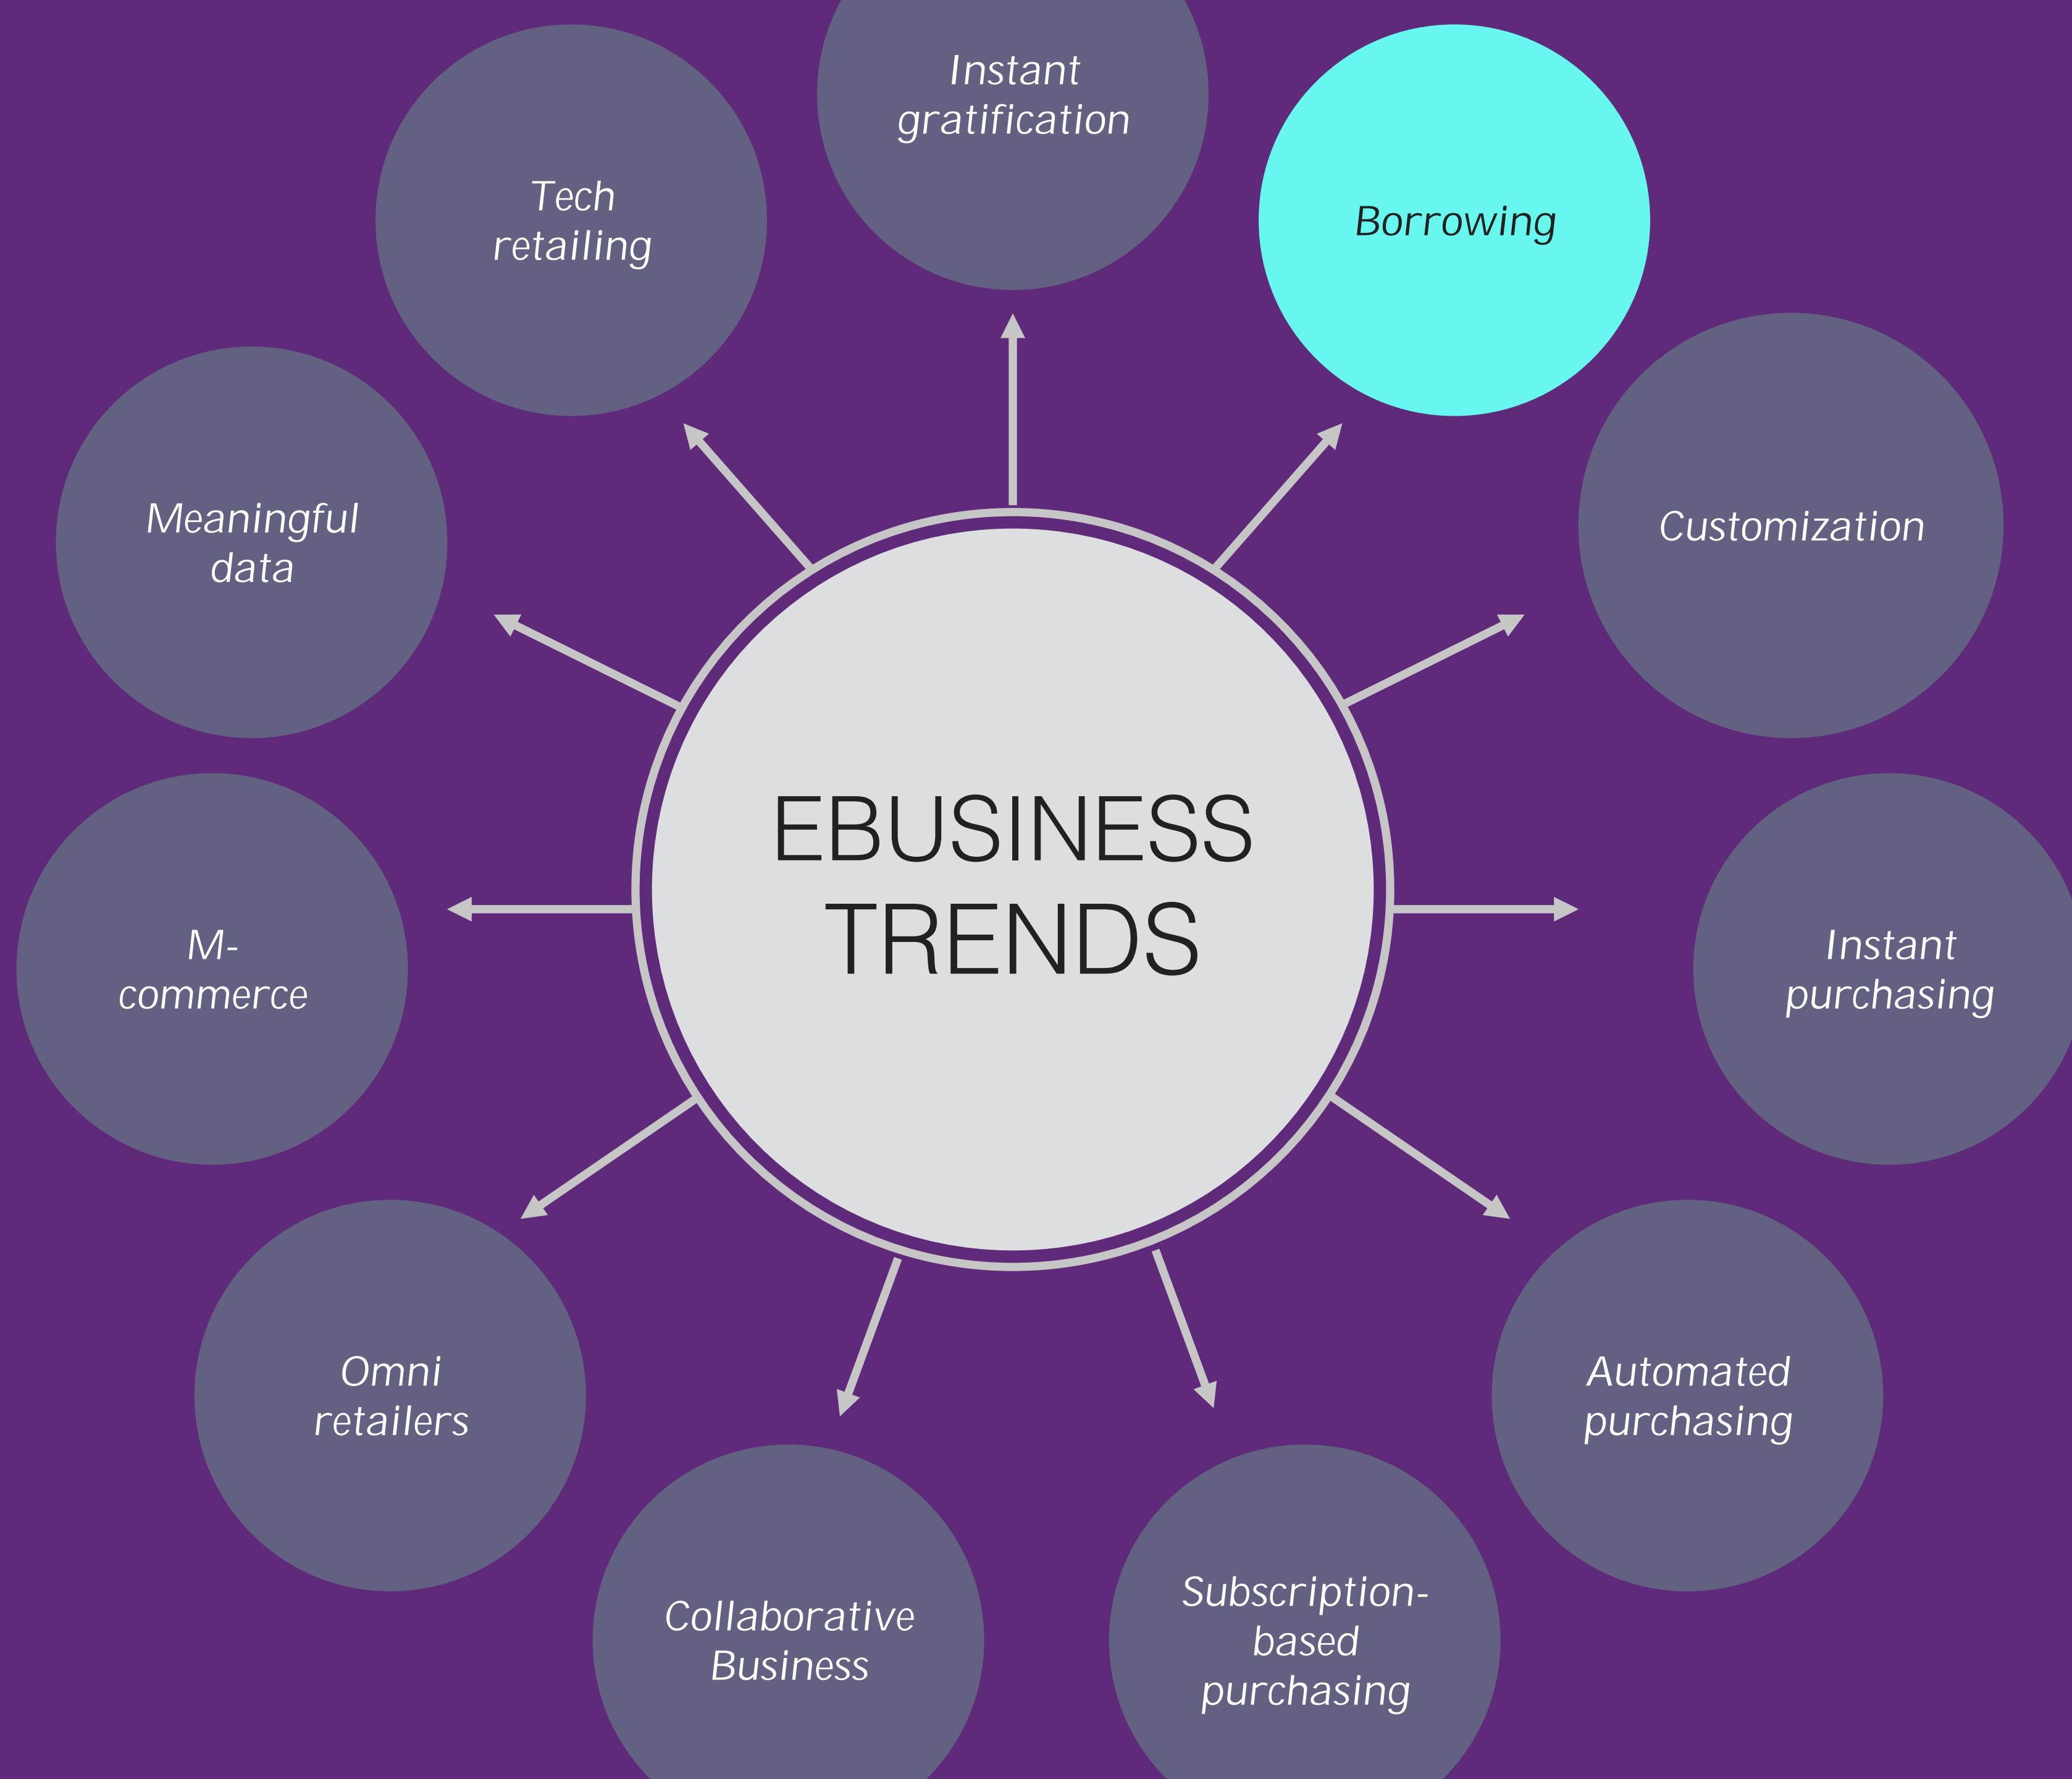 Instant
gratification
Borrowing
Customization
Instant
purchasing
Automated
purchasing
Subscription-
based
purchasing
Collaborative
Business
Omni
retailers
M-
commerce
Meaningful
data
Tech
retailing
EBUSINESS
TRENDS